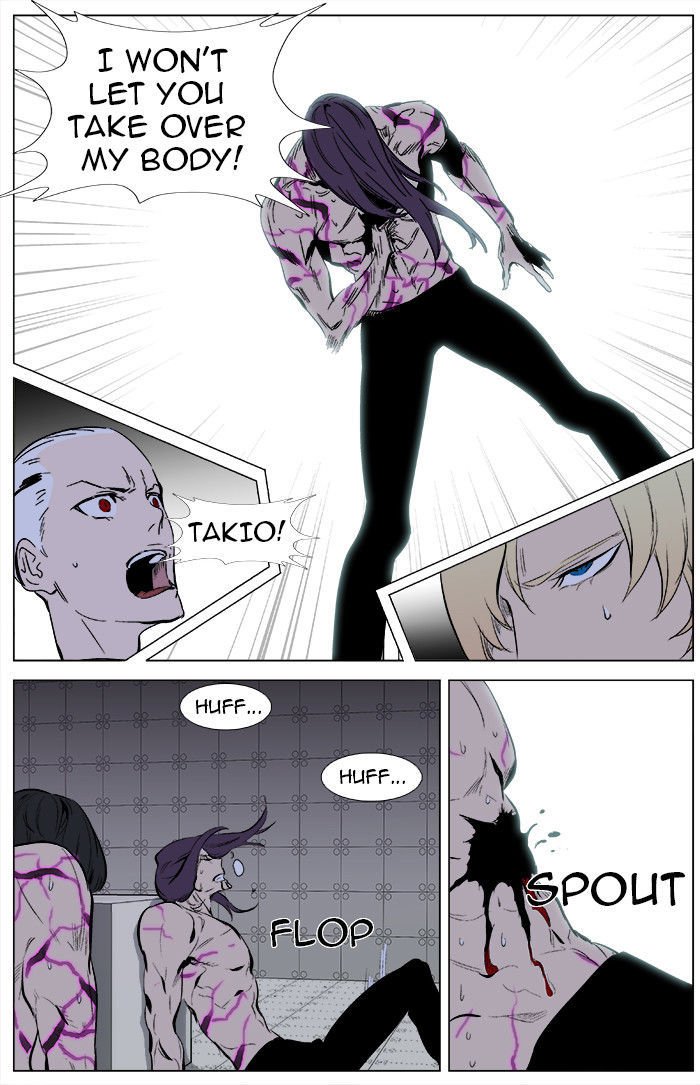 I WON'T
LET YOU
TAKE OVER
MY BODY!
TAKIO!
HUFF...
HUFF...
FLOP
SPOUT